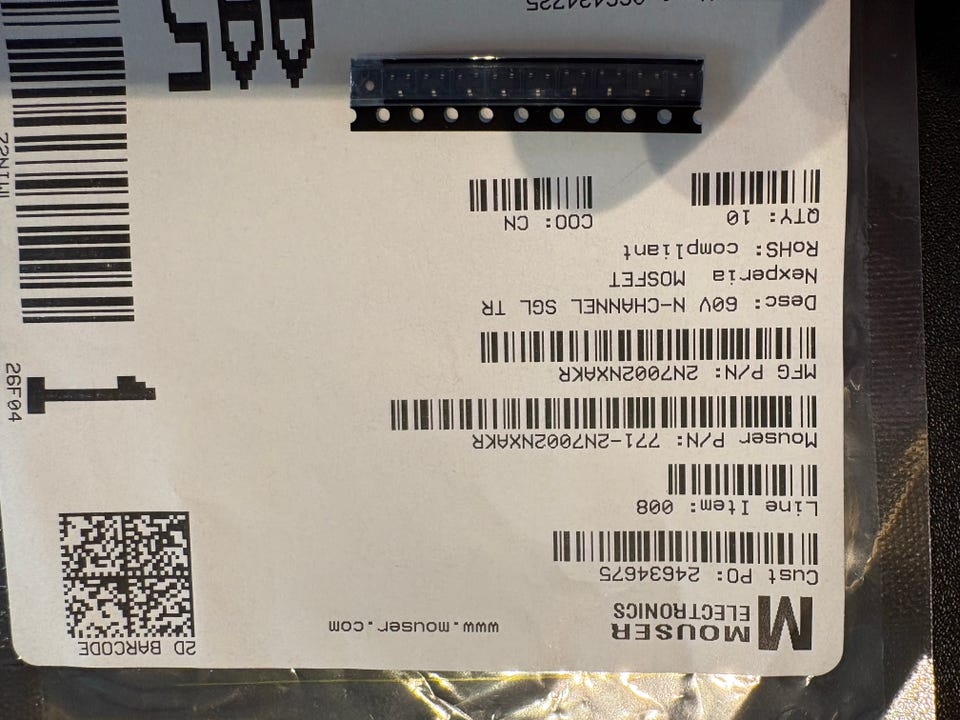 MOUSER
ELECTRONICS
www.mouser.com
2D BARCODE
Cust PO: 24634675
Line Item: 008
Mouser P/N: 771-2N7002NXAKR
MFG P/N: 2N7002NXAKR
Desc: 60V N-CHANNEL SGL TR
Nexperia MOSFET
RoHS: compliant
QTY: 10
COO: CN
1
26F04